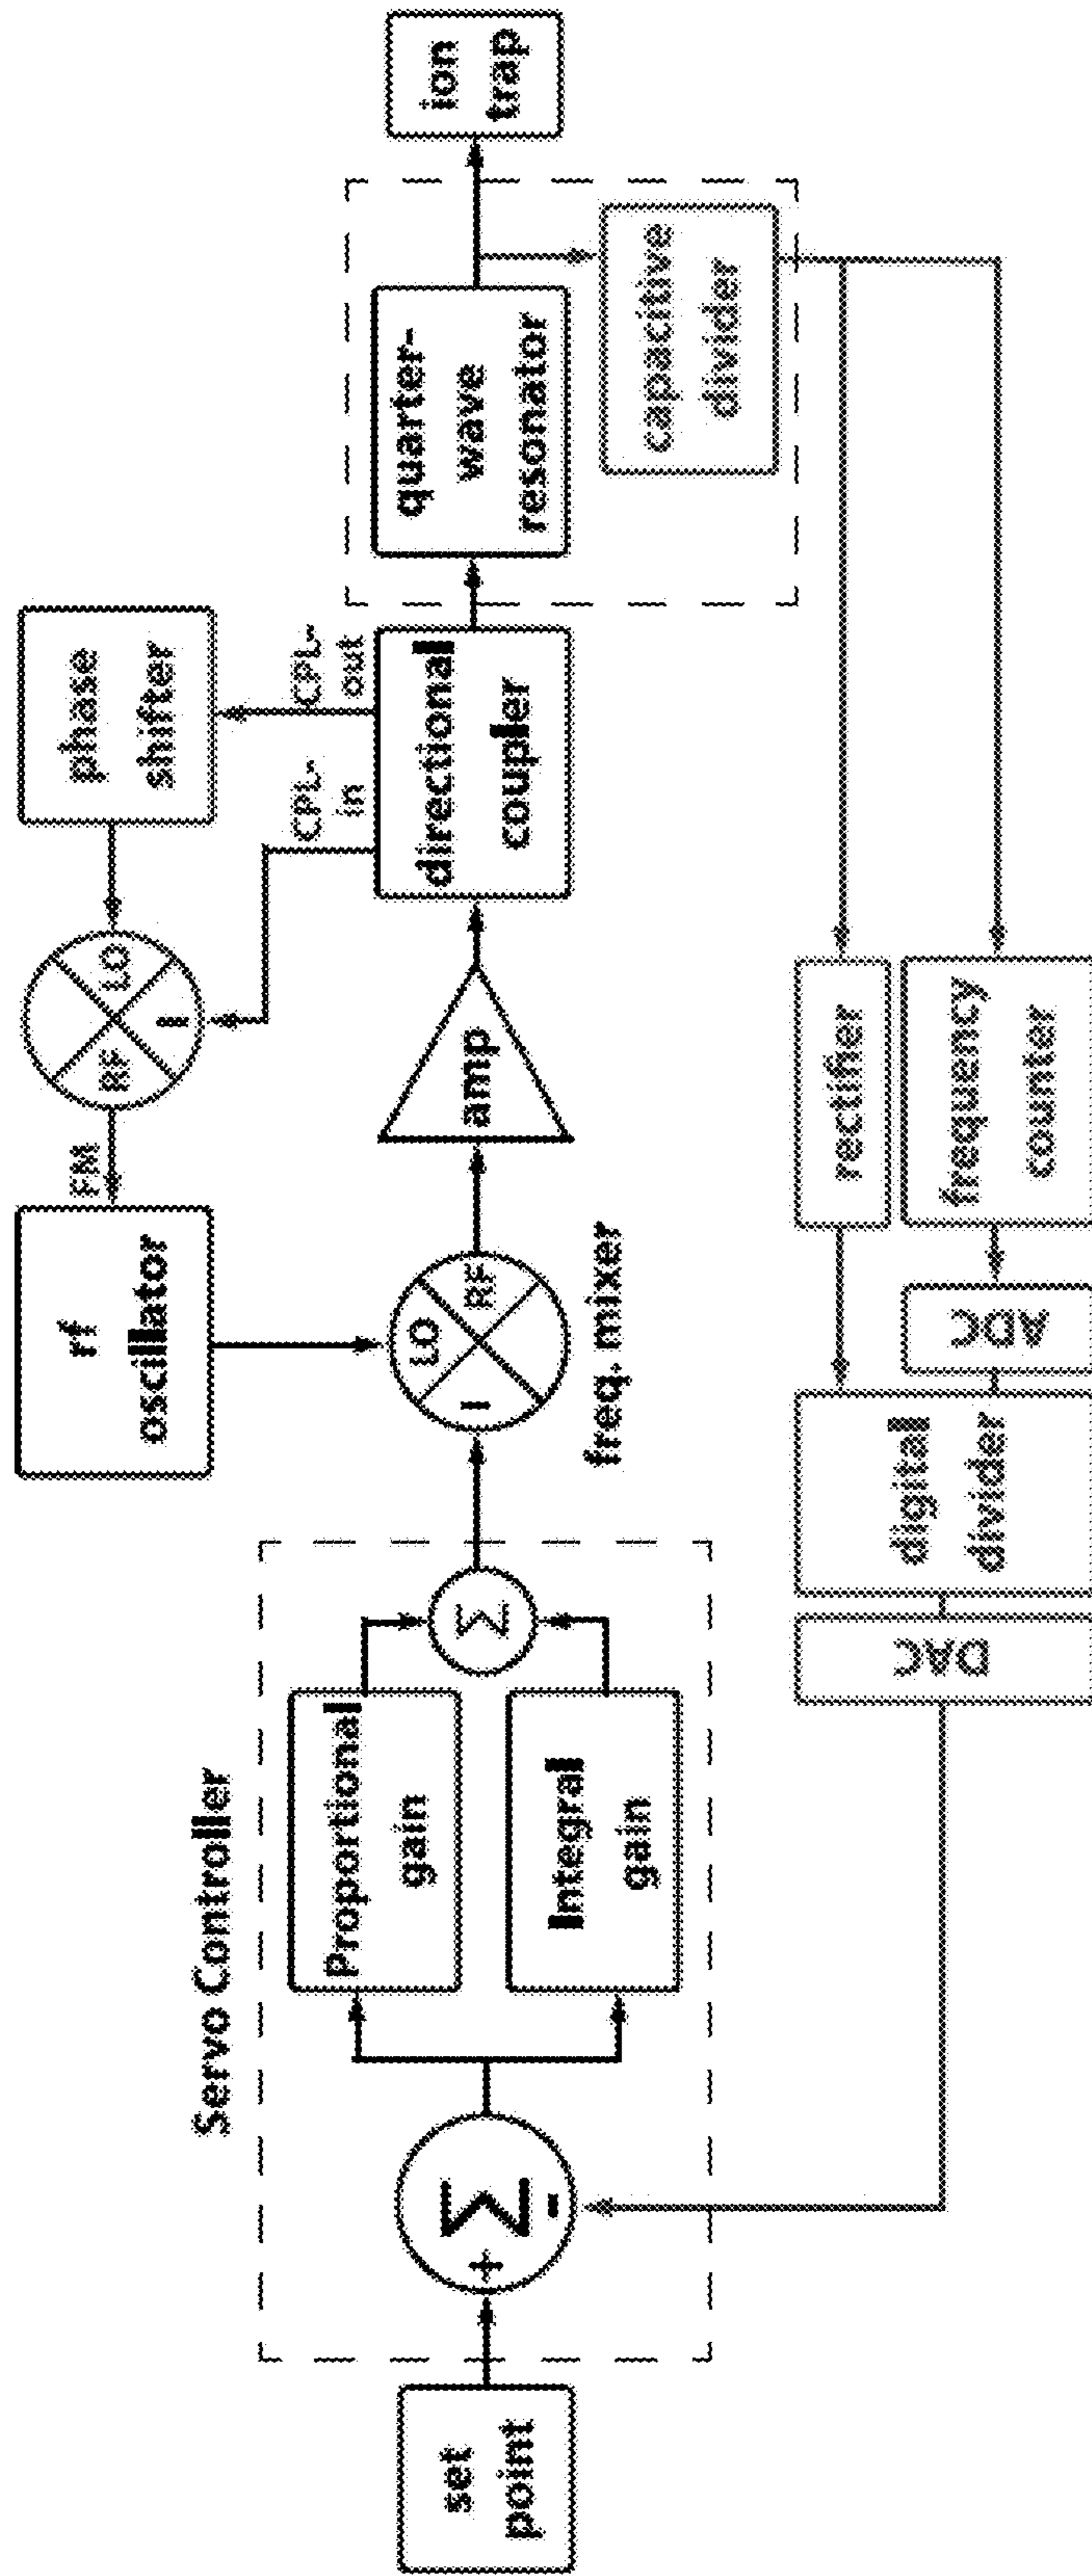 set
point
+
Σ
-
Servo Controller
Proportional
gain
Integral
gain
Σ
rf
oscillator
FM
LO
I
RF
freq. mixer
RF
LO
I
phase
shifter
amp
CPL-
in
CPL-
out
directional
coupler
quarter-
wave
resonator
capacitive
divider
ion
trap
DAC
digital
divider
ADC
rectifier
frequency
counter